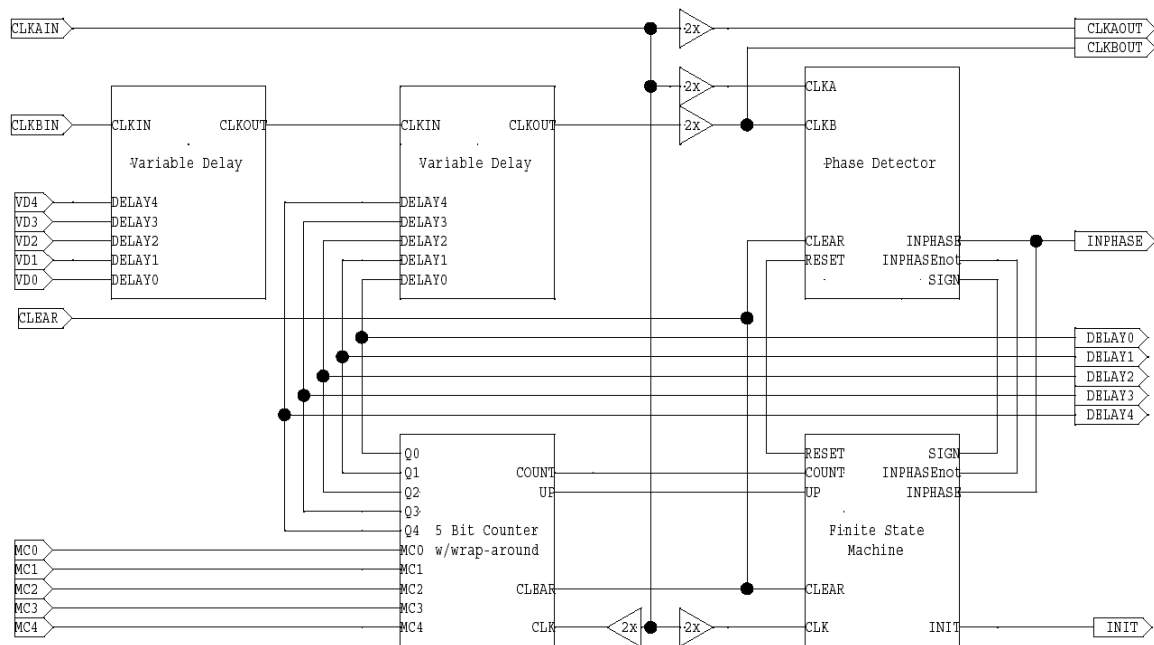 CLKAIN 2x CLKAOUT
CLKBOUT
2x CLKA
CLKBIN CLKIN CLKOUT CLKIN CLKOUT 2x CLKB
Variable Delay Variable Delay Phase Detector
VD4 DELAY4 DELAY4
VD3 DELAY3 DELAY3
VD2 DELAY2 DELAY2 CLEAR INPHASE INPHASE
VD1 DELAY1 DELAY1 RESET INPHASEnot
VD0 DELAY0 DELAY0 SIGN
CLEAR
DELAY0
DELAY1
DELAY2
DELAY3
DELAY4
Q0 RESET SIGN
Q1 COUNT COUNT INPHASEnot
Q2 UP UP INPHASE
Q3
Q4 5 Bit Counter Finite State
MC0 MC0 w/wrap-around Machine
MC1 MC1
MC2 MC2 CLEAR CLEAR
MC3 MC3
MC4 MC4 CLK 2x 2x CLK INIT INIT